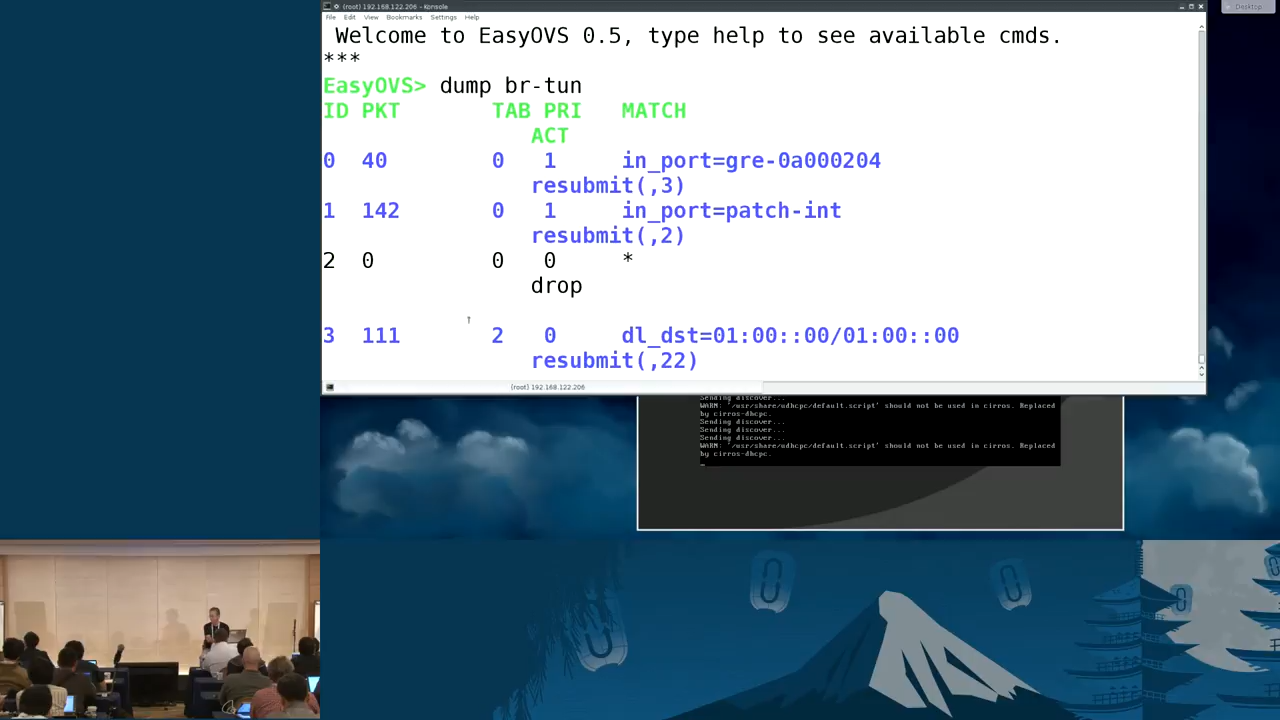 (root) 192.168.122.206 - Konsole
File Edit View Bookmarks Settings Help
Desktop
Welcome to EasyOVS 0.5, type help to see available cmds.
***
EasyOVS> dump br-tun
ID PKT TAB PRI MATCH
ACT
0 40 0 1 in_port=gre-0a000204
resubmit(,3)
1 142 0 1 in_port=patch-int
resubmit(,2)
2 0 0 0 *
drop
3 111 2 0 dl_dst=01:00::00/01:00::00
resubmit(,22)
(root) 192.168.122.206
Sending discover...
WARN: '/usr/share/udhcpc/default.script' should not be used in cirros. Replaced
by cirros-dhcpc.
Sending discover...
Sending discover...
Sending discover...
WARN: '/usr/share/udhcpc/default.script' should not be used in cirros. Replaced
by cirros-dhcpc.